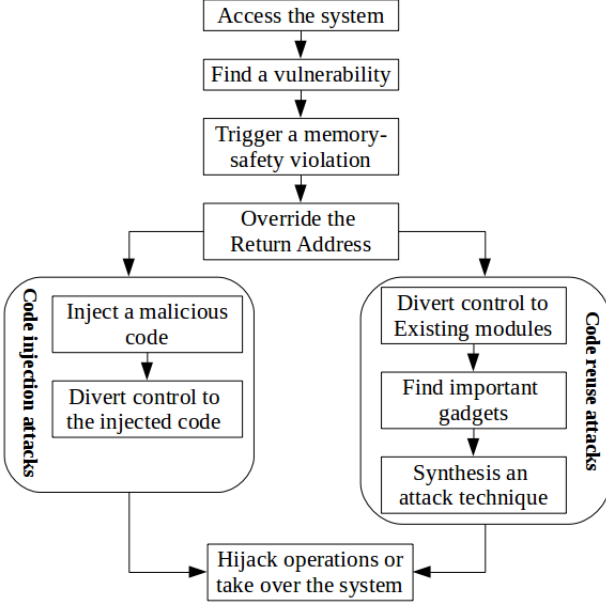 Access the system
Find a vulnerability
Trigger a memory-
safety violation
Override the
Return Address
Code injection attacks
Inject a malicious
code
Divert control to
the injected code
Divert control to
Existing modules
Find important
gadgets
Synthesis an
attack technique
Code reuse attacks
Hijack operations or
take over the system